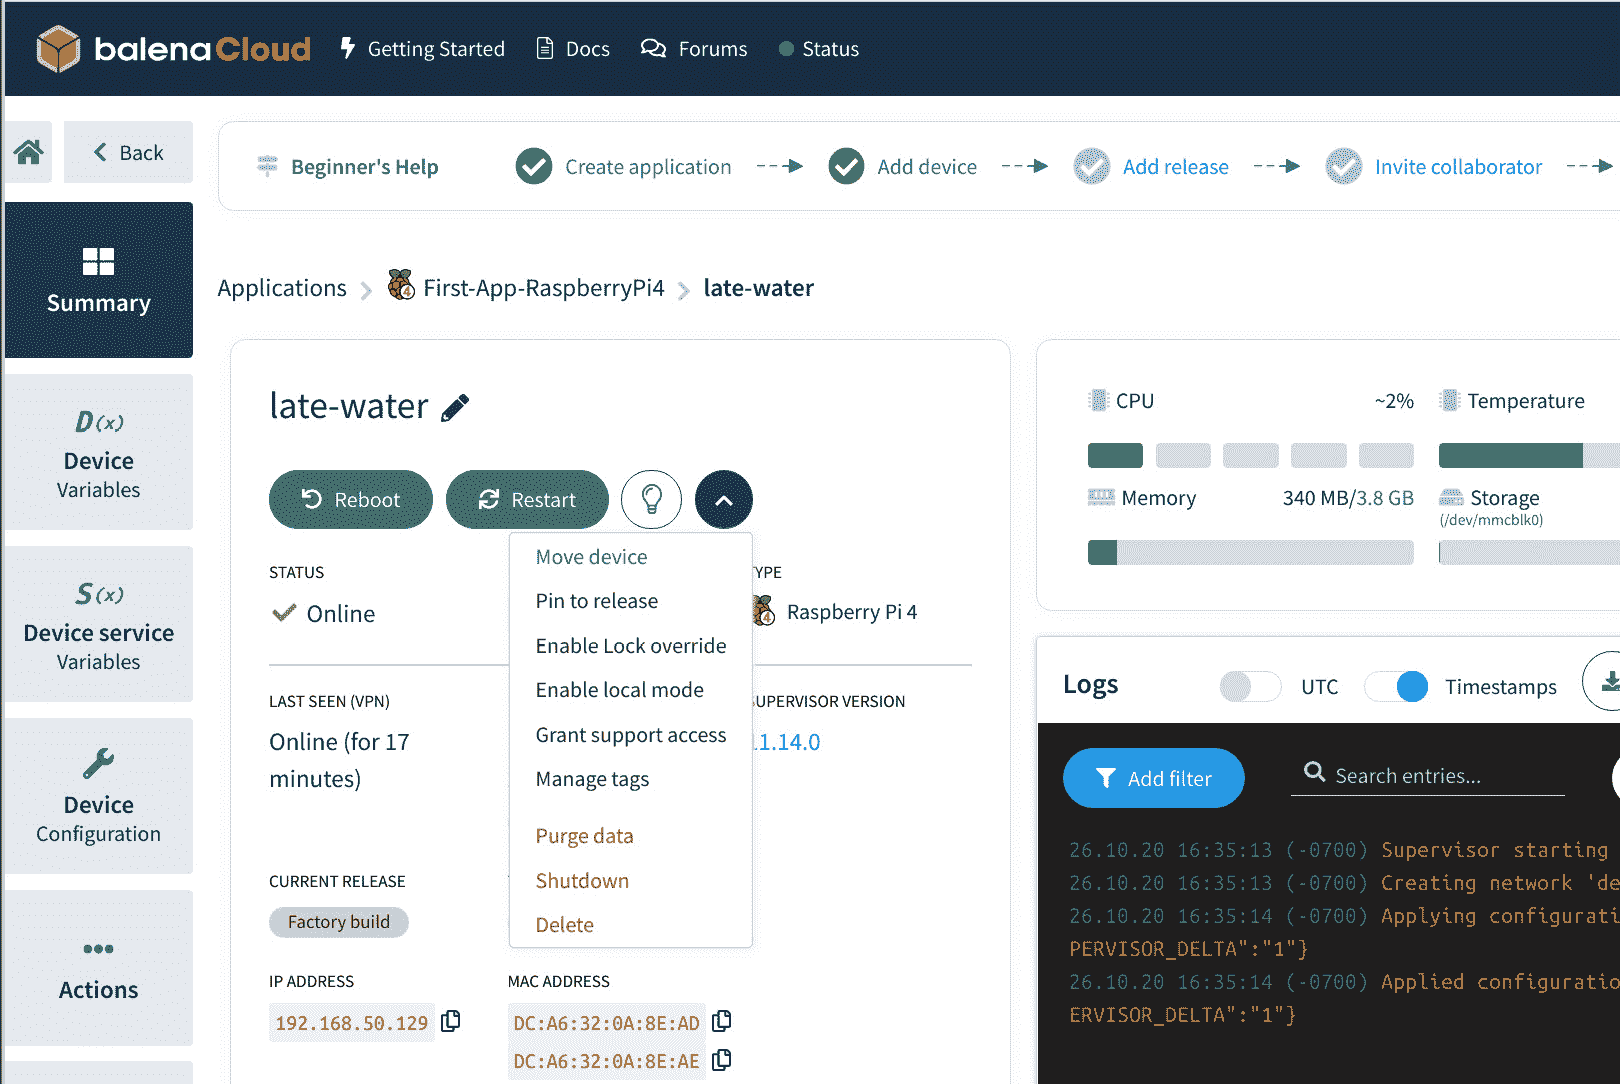 balenaCloud
Getting Started
Docs
Forums
Status
Back
Beginner's Help
Create application
Add device
Add release
Invite collaborator
Summary
Applications
First-App-RaspberryPi4
late-water
D(x)
Device
Variables
S(x)
Device service
Variables
Device
Configuration
Actions
late-water
Reboot
Restart
Move device
Pin to release
Enable Lock override
Enable local mode
Grant support access
Manage tags
Purge data
Shutdown
Delete
STATUS
Online
YPE
4
Raspberry Pi 4
LAST SEEN (VPN)
Online (for 17
minutes)
UPERVISOR VERSION
11.14.0
CURRENT RELEASE
Factory build
IP ADDRESS
192.168.50.129
MAC ADDRESS
DC:A6:32:0A:8E:AD
DC:A6:32:0A:8E:AE
CPU
~2%
Temperature
Memory
340 MB/3.8 GB
Storage
(/dev/mmcblk0)
Logs
UTC
Timestamps
Add filter
Search entries...
26.10.20 16:35:13 (-0700) Supervisor starting
26.10.20 16:35:13 (-0700) Creating network 'de
26.10.20 16:35:14 (-0700) Applying configurati
PERVISOR_DELTA":"1"}
26.10.20 16:35:14 (-0700) Applied configuratio
ERVISOR_DELTA":"1"}